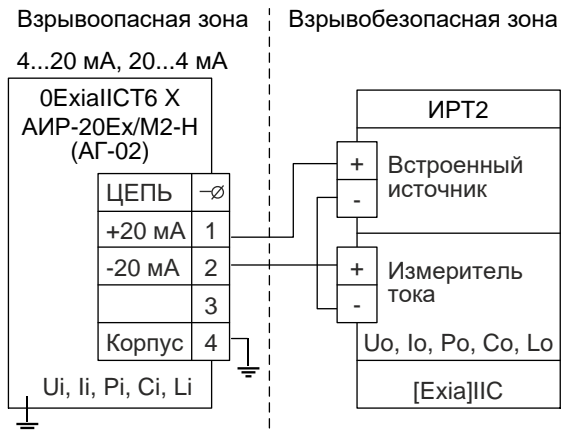 Взрывоопасная зона
Взрывобезопасная зона
4...20 мА, 20...4 мА
0ExiaIICT6 X
АИР-20Ex/М2-Н
(АГ-02)
ЦЕПЬ
+20 мА 1
-20 мА 2
3
Корпус 4
Ui, Ii, Pi, Ci, Li
ИРТ2
+
-
Встроенный
источник
+
-
Измеритель
тока
Uo, Io, Po, Co, Lo
[Exia]IIC